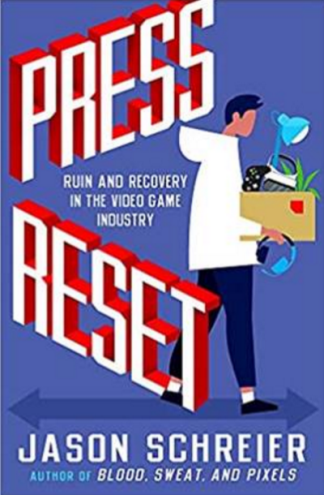 PRESS
RUIN AND RECOVERY
IN THE VIDEO GAME
INDUSTRY
RESET
JASON SCHREIER
AUTHOR OF BLOOD, SWEAT, AND PIXELS